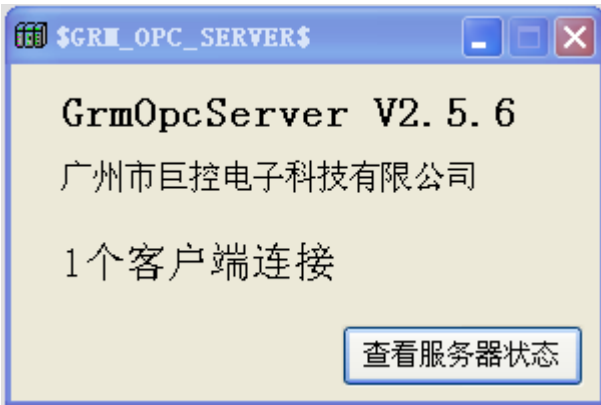 $GRM_OPC_SERVER$
GrmOpcServer V2.5.6
广州市巨控电子科技有限公司
1个客户端连接
查看服务器状态